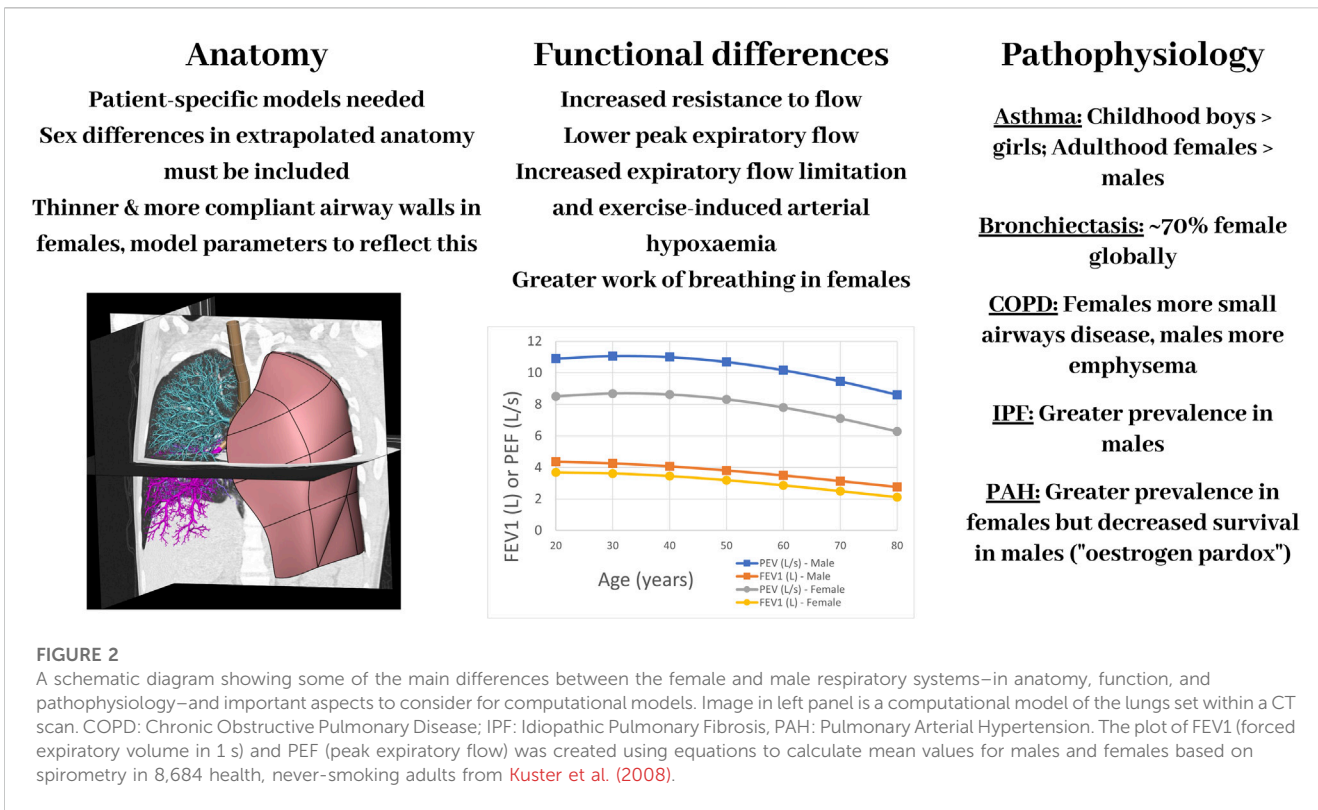 Anatomy
Patient-specific models needed
Sex differences in extrapolated anatomy
must be included
Thinner & more compliant airway walls in
females, model parameters to reflect this
Functional differences
Increased resistance to flow
Lower peak expiratory flow
Increased expiratory flow limitation
and exercise-induced arterial
hypoxaemia
Greater work of breathing in females
FEV1 (L) or PEF (L/s)
12
10
8
6
4
2
0
20 30 40 50 60 70 80
Age (years)
PEV (L/s) - Male
FEV1 (L) - Male
PEV (L/s) - Female
FEV1 (L) - Female
Pathophysiology
Asthma: Childhood boys >
girls; Adulthood females >
males
Bronchiectasis: ~70% female
globally
COPD: Females more small
airways disease, males more
emphysema
IPF: Greater prevalence in
males
PAH: Greater prevalence in
females but decreased survival
in males ("oestrogen pardox")
FIGURE 2
A schematic diagram showing some of the main differences between the female and male respiratory systems–in anatomy, function, and
pathophysiology–and important aspects to consider for computational models. Image in left panel is a computational model of the lungs set within a CT
scan. COPD: Chronic Obstructive Pulmonary Disease; IPF: Idiopathic Pulmonary Fibrosis, PAH: Pulmonary Arterial Hypertension. The plot of FEV1 (forced
expiratory volume in 1 s) and PEF (peak expiratory flow) was created using equations to calculate mean values for males and females based on
spirometry in 8,684 health, never-smoking adults from Kuster et al. (2008).